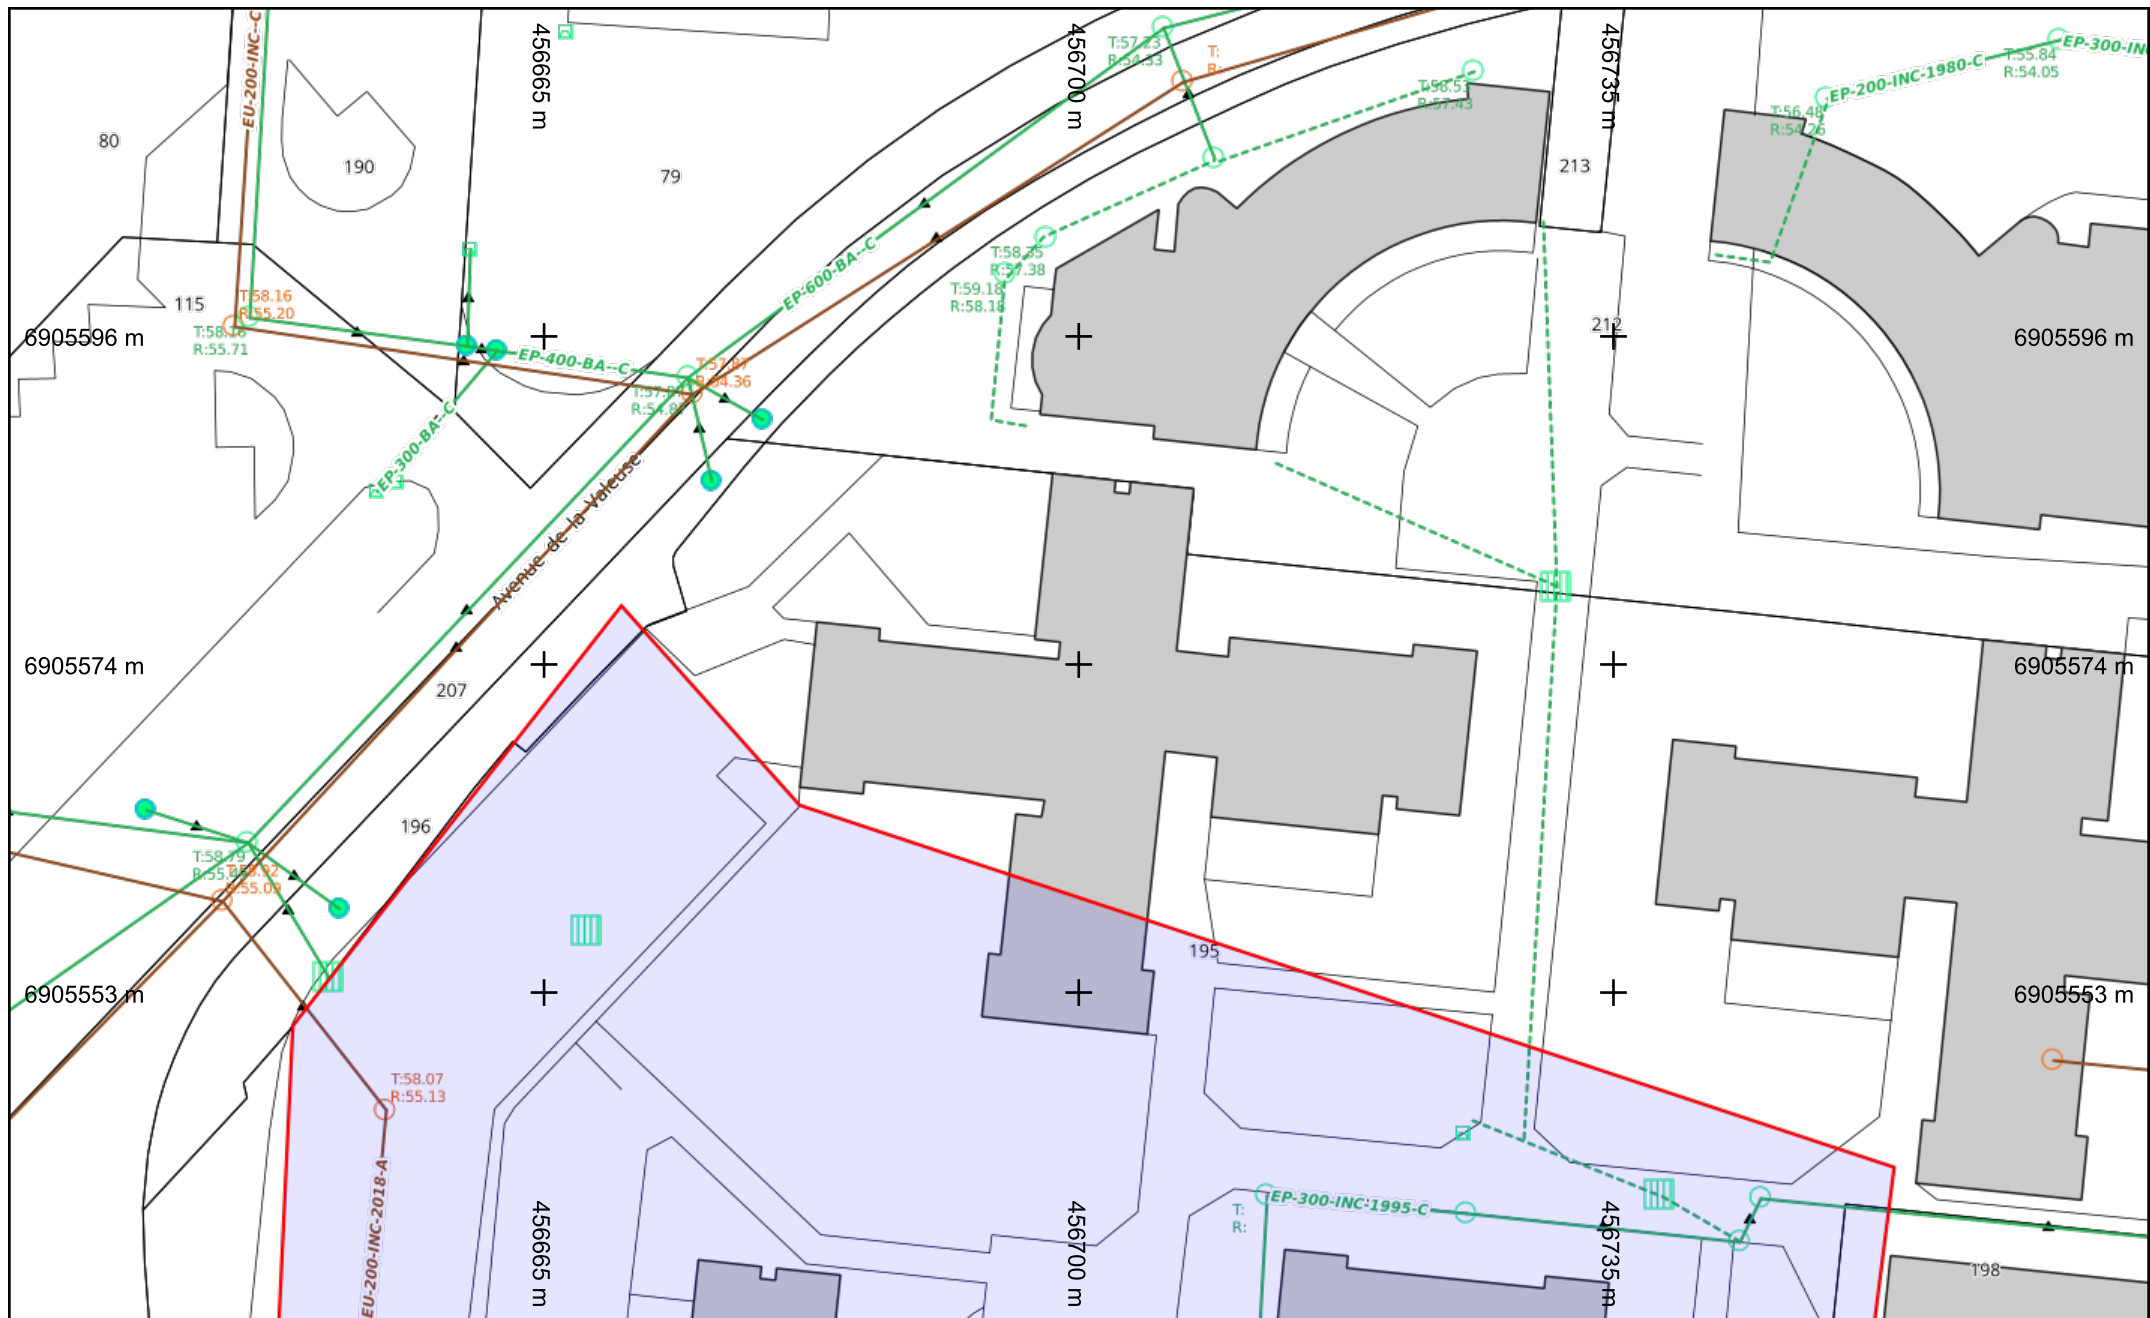 EU-200-INC--C
456665 m
456700 m
456735 m
T:57.23
R:54.33
T:
R:
T:58.53
R:57.43
T:55.84
R:54.05
EP-300-IN
EP-200-INC-1980-C
T:56.48
R:54.26
80
190
79
213
T:58.35
R:57.38
T:59.18
R:58.18
EP-600-BA--C
115
T:58.16
R:55.20
T:58.16
R:55.71
6905596 m
212
6905596 m
EP-400-BA--C
T:57.87
R:54.36
EP-300-BA--C
Avenue de la Valeuse
6905574 m
6905574 m
207
196
T:58.79
R:55.09
195
6905553 m
6905553 m
T:58.07
R:55.13
EU-200-INC-2018-A
EP-300-INC-1995-C
T:
R:
456665 m
456700 m
456735 m
198